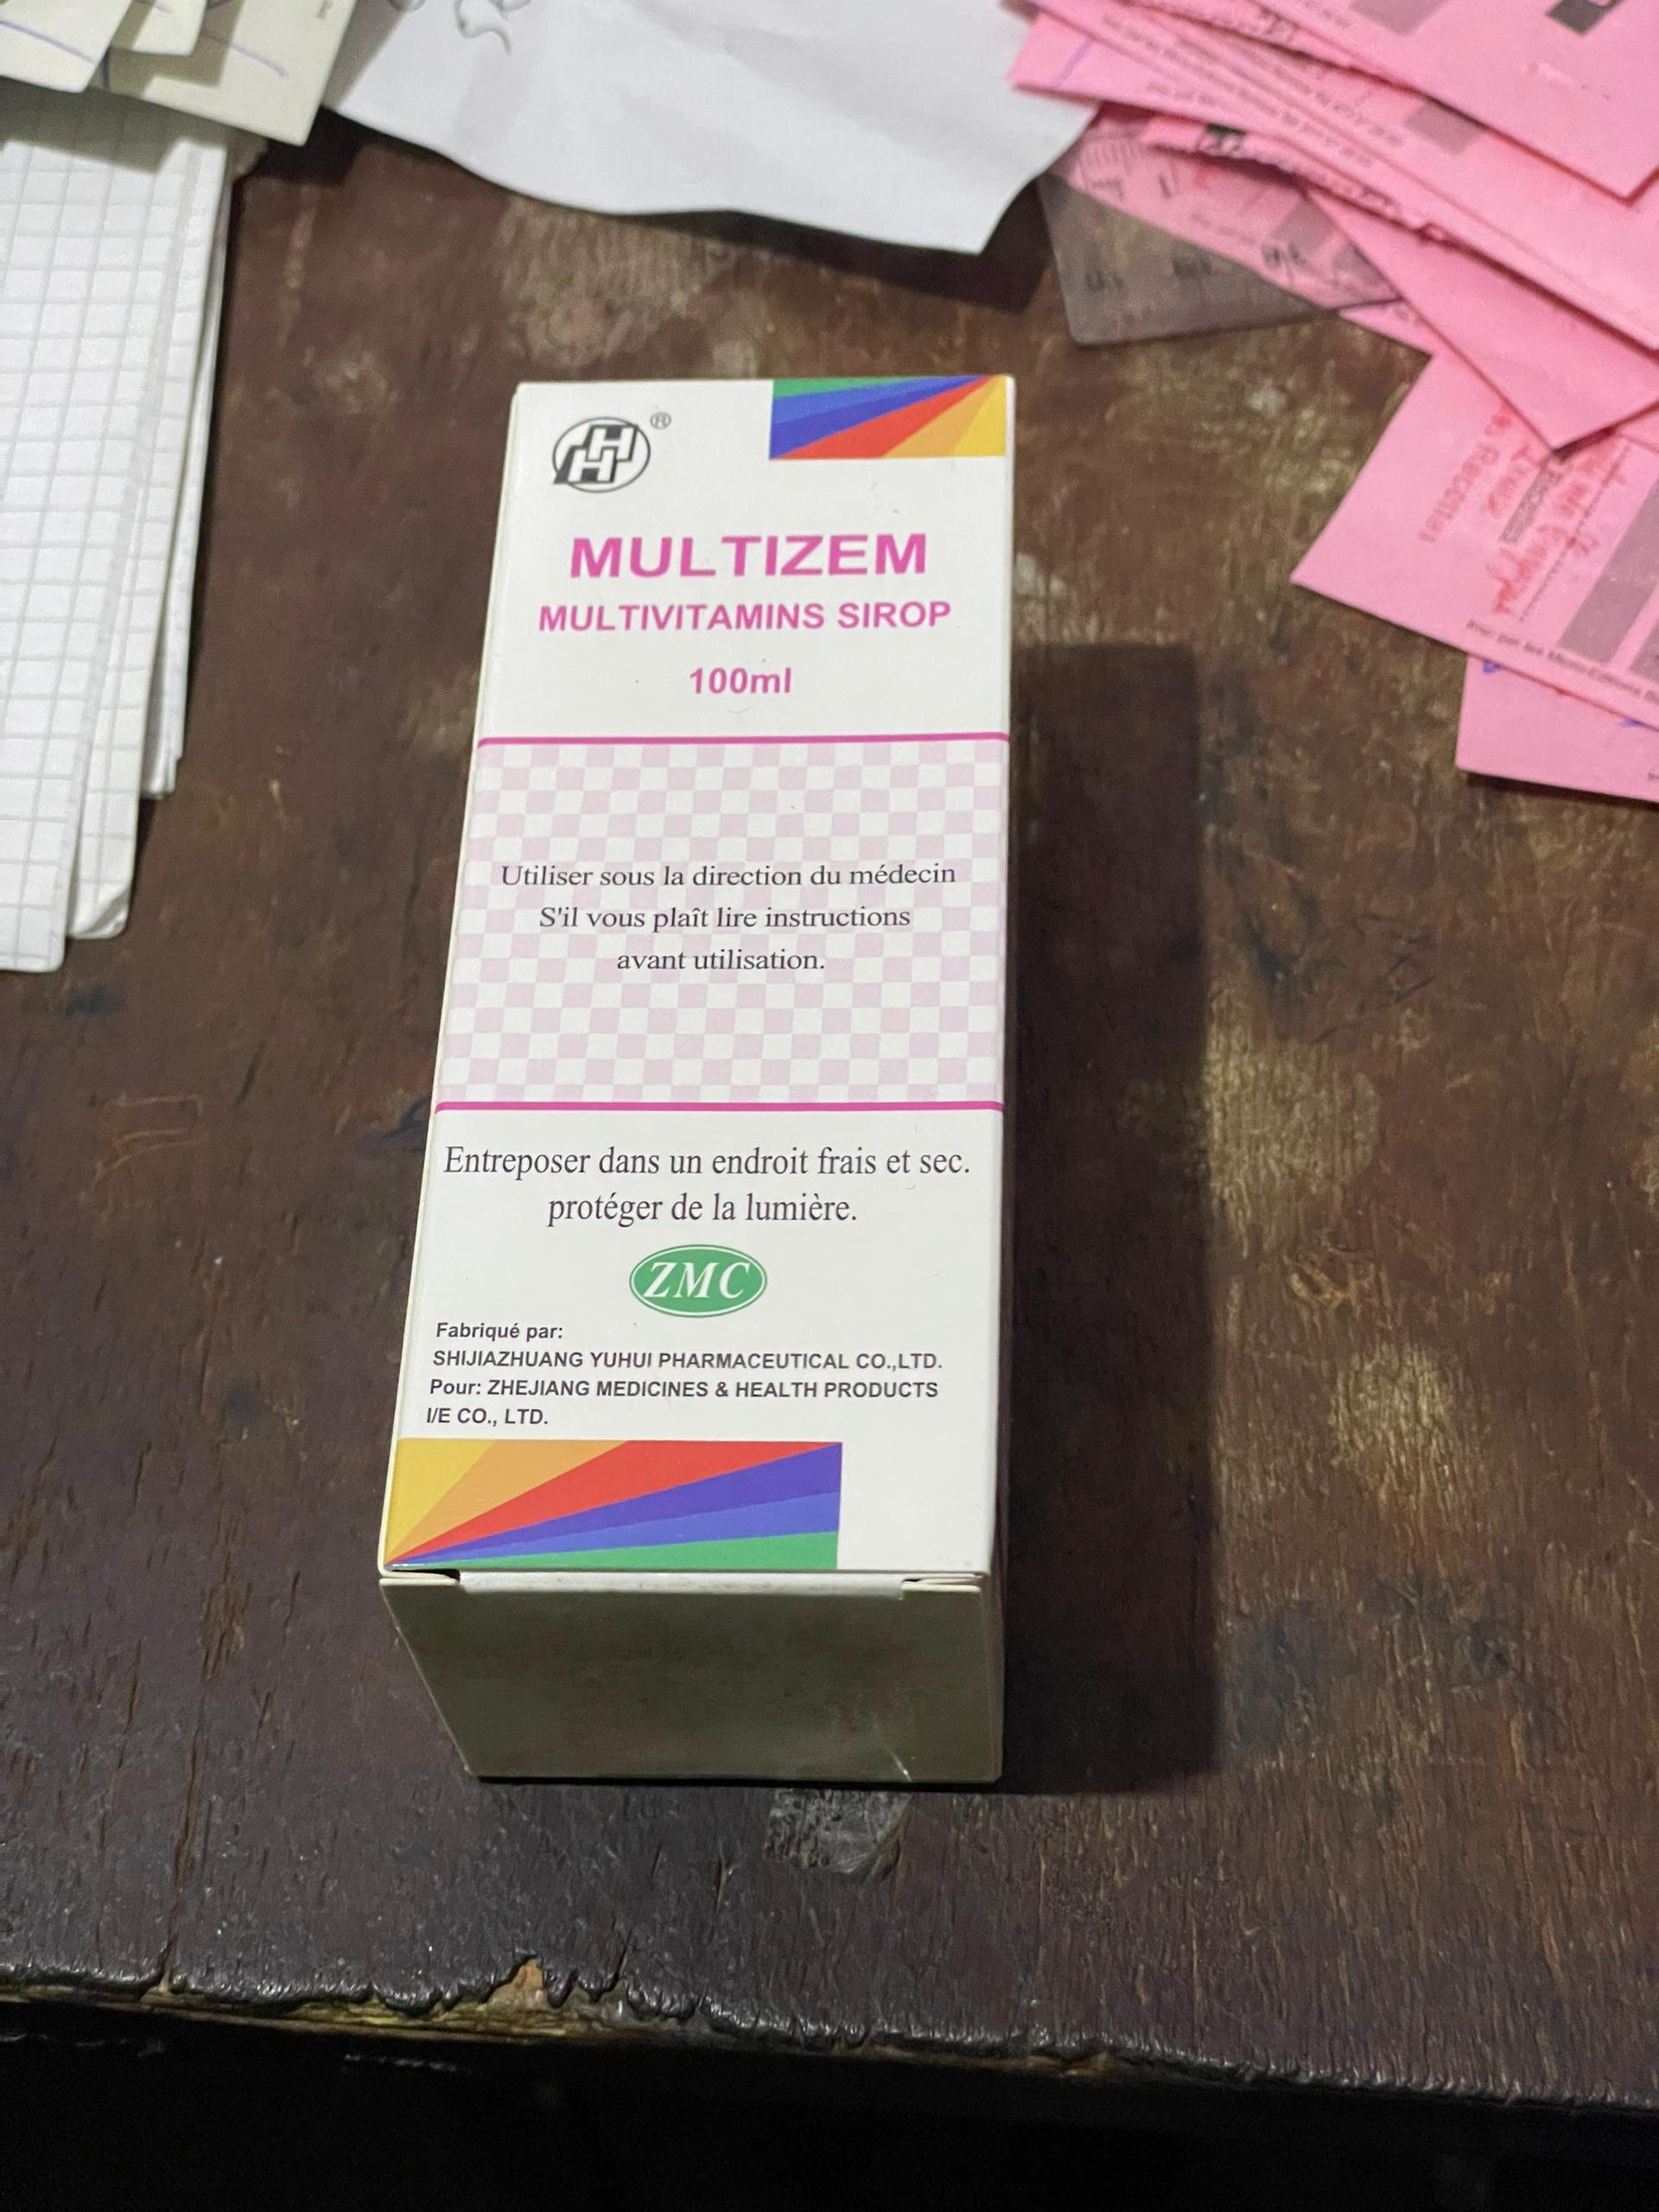 HH ®
MULTIZEM
MULTIVITAMINS SIROP
100ml
Utiliser sous la direction du médecin
S'il vous plaît lire instructions
avant utilisation.
Entreposer dans un endroit frais et sec.
protéger de la lumière.
ZMC
Fabriqué par:
SHIJIAZHUANG YUHUI PHARMACEUTICAL CO.,LTD.
Pour: ZHEJIANG MEDICINES & HEALTH PRODUCTS
I/E CO., LTD.